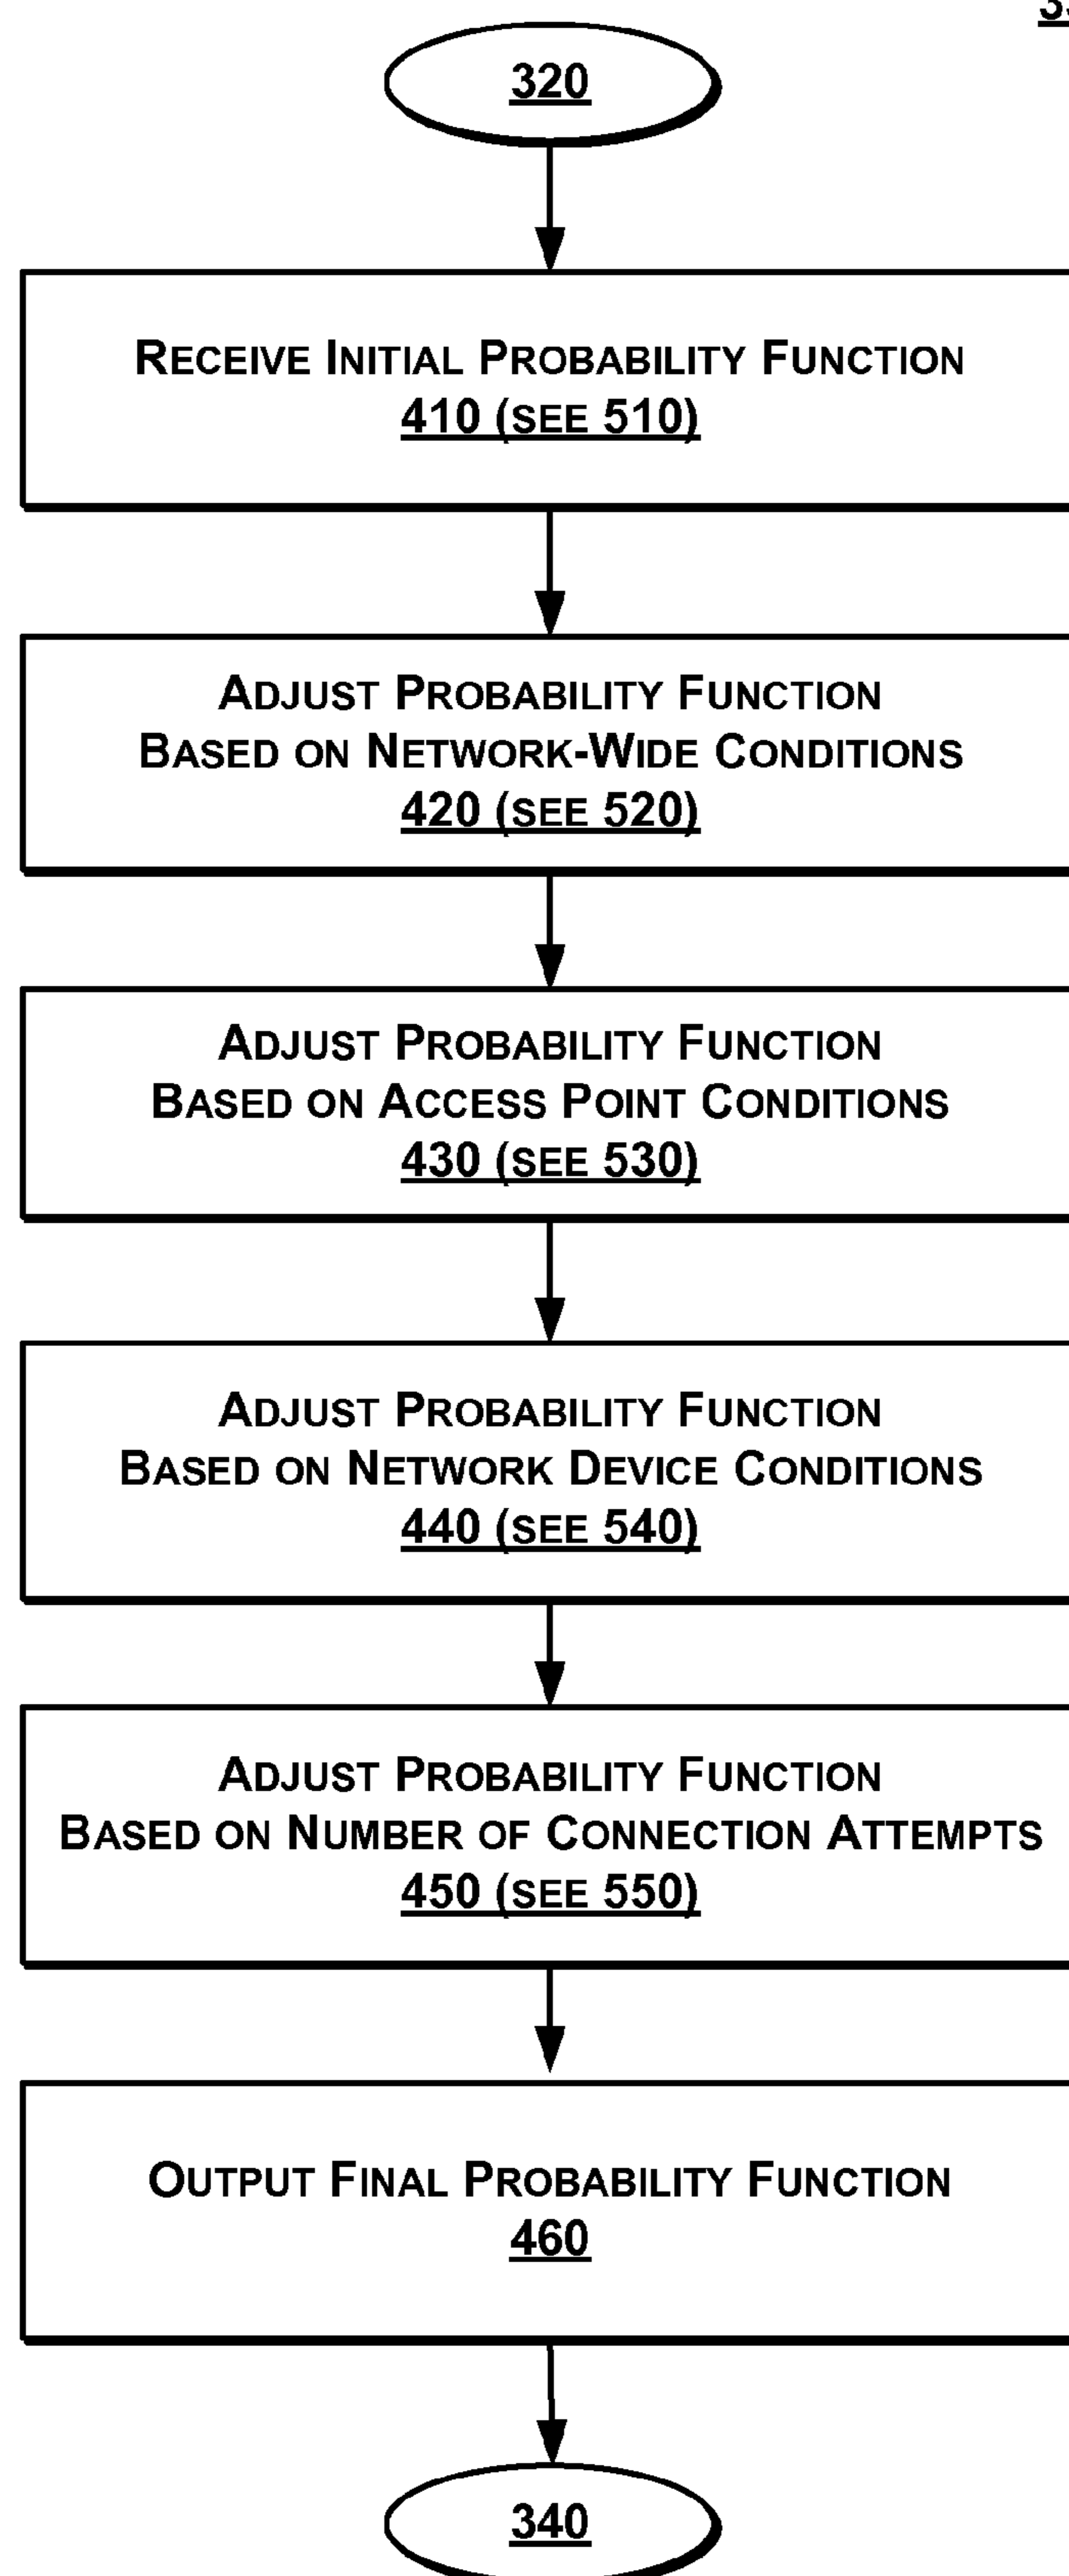 320
RECEIVE INITIAL PROBABILITY FUNCTION
410 (SEE 510)
ADJUST PROBABILITY FUNCTION
BASED ON NETWORK-WIDE CONDITIONS
420 (SEE 520)
ADJUST PROBABILITY FUNCTION
BASED ON ACCESS POINT CONDITIONS
430 (SEE 530)
ADJUST PROBABILITY FUNCTION
BASED ON NETWORK DEVICE CONDITIONS
440 (SEE 540)
ADJUST PROBABILITY FUNCTION
BASED ON NUMBER OF CONNECTION ATTEMPTS
450 (SEE 550)
OUTPUT FINAL PROBABILITY FUNCTION
460
340